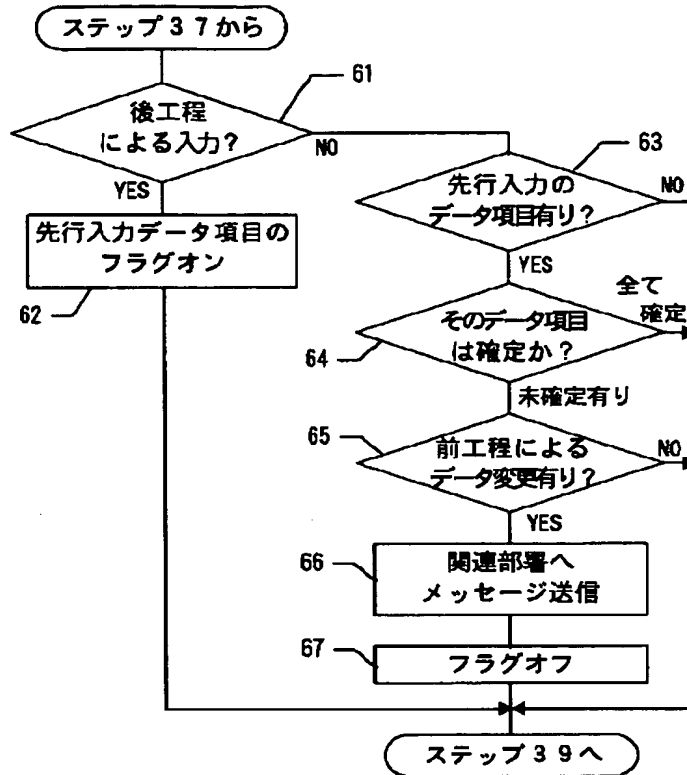 ステップ３７から
61
後工程
による入力？
NO
YES
63
先行入力の
データ項目有り？
NO
YES
先行入力データ項目の
フラグオン
62
全て
確定
そのデータ項目
は確定か？
64
未確定有り
65
前工程による
データ変更有り？
NO
YES
66
関連部署へ
メッセージ送信
67
フラグオフ
ステップ３９へ